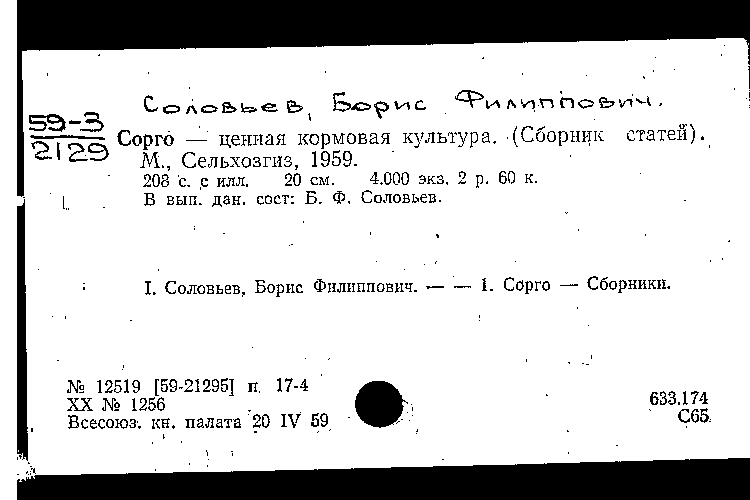 Соловьев, Борис Филиппович.
59-3
2129
Сорго — ценная кормовая культура. (Сборник статей).
М., Сельхозгиз, 1959.
208 с. с илл. 20 см. 4.000 экз. 2 р. 60 к.
В вып. дан. сост: Б. Ф. Соловьев.
I. Соловьев, Борис Филиппович. — — 1. Сорго — Сборники.
№ 12519 [59-21295] п. 17-4
XX № 1256
Всесоюз. кн. палата 20 IV 59
633.174
С65.